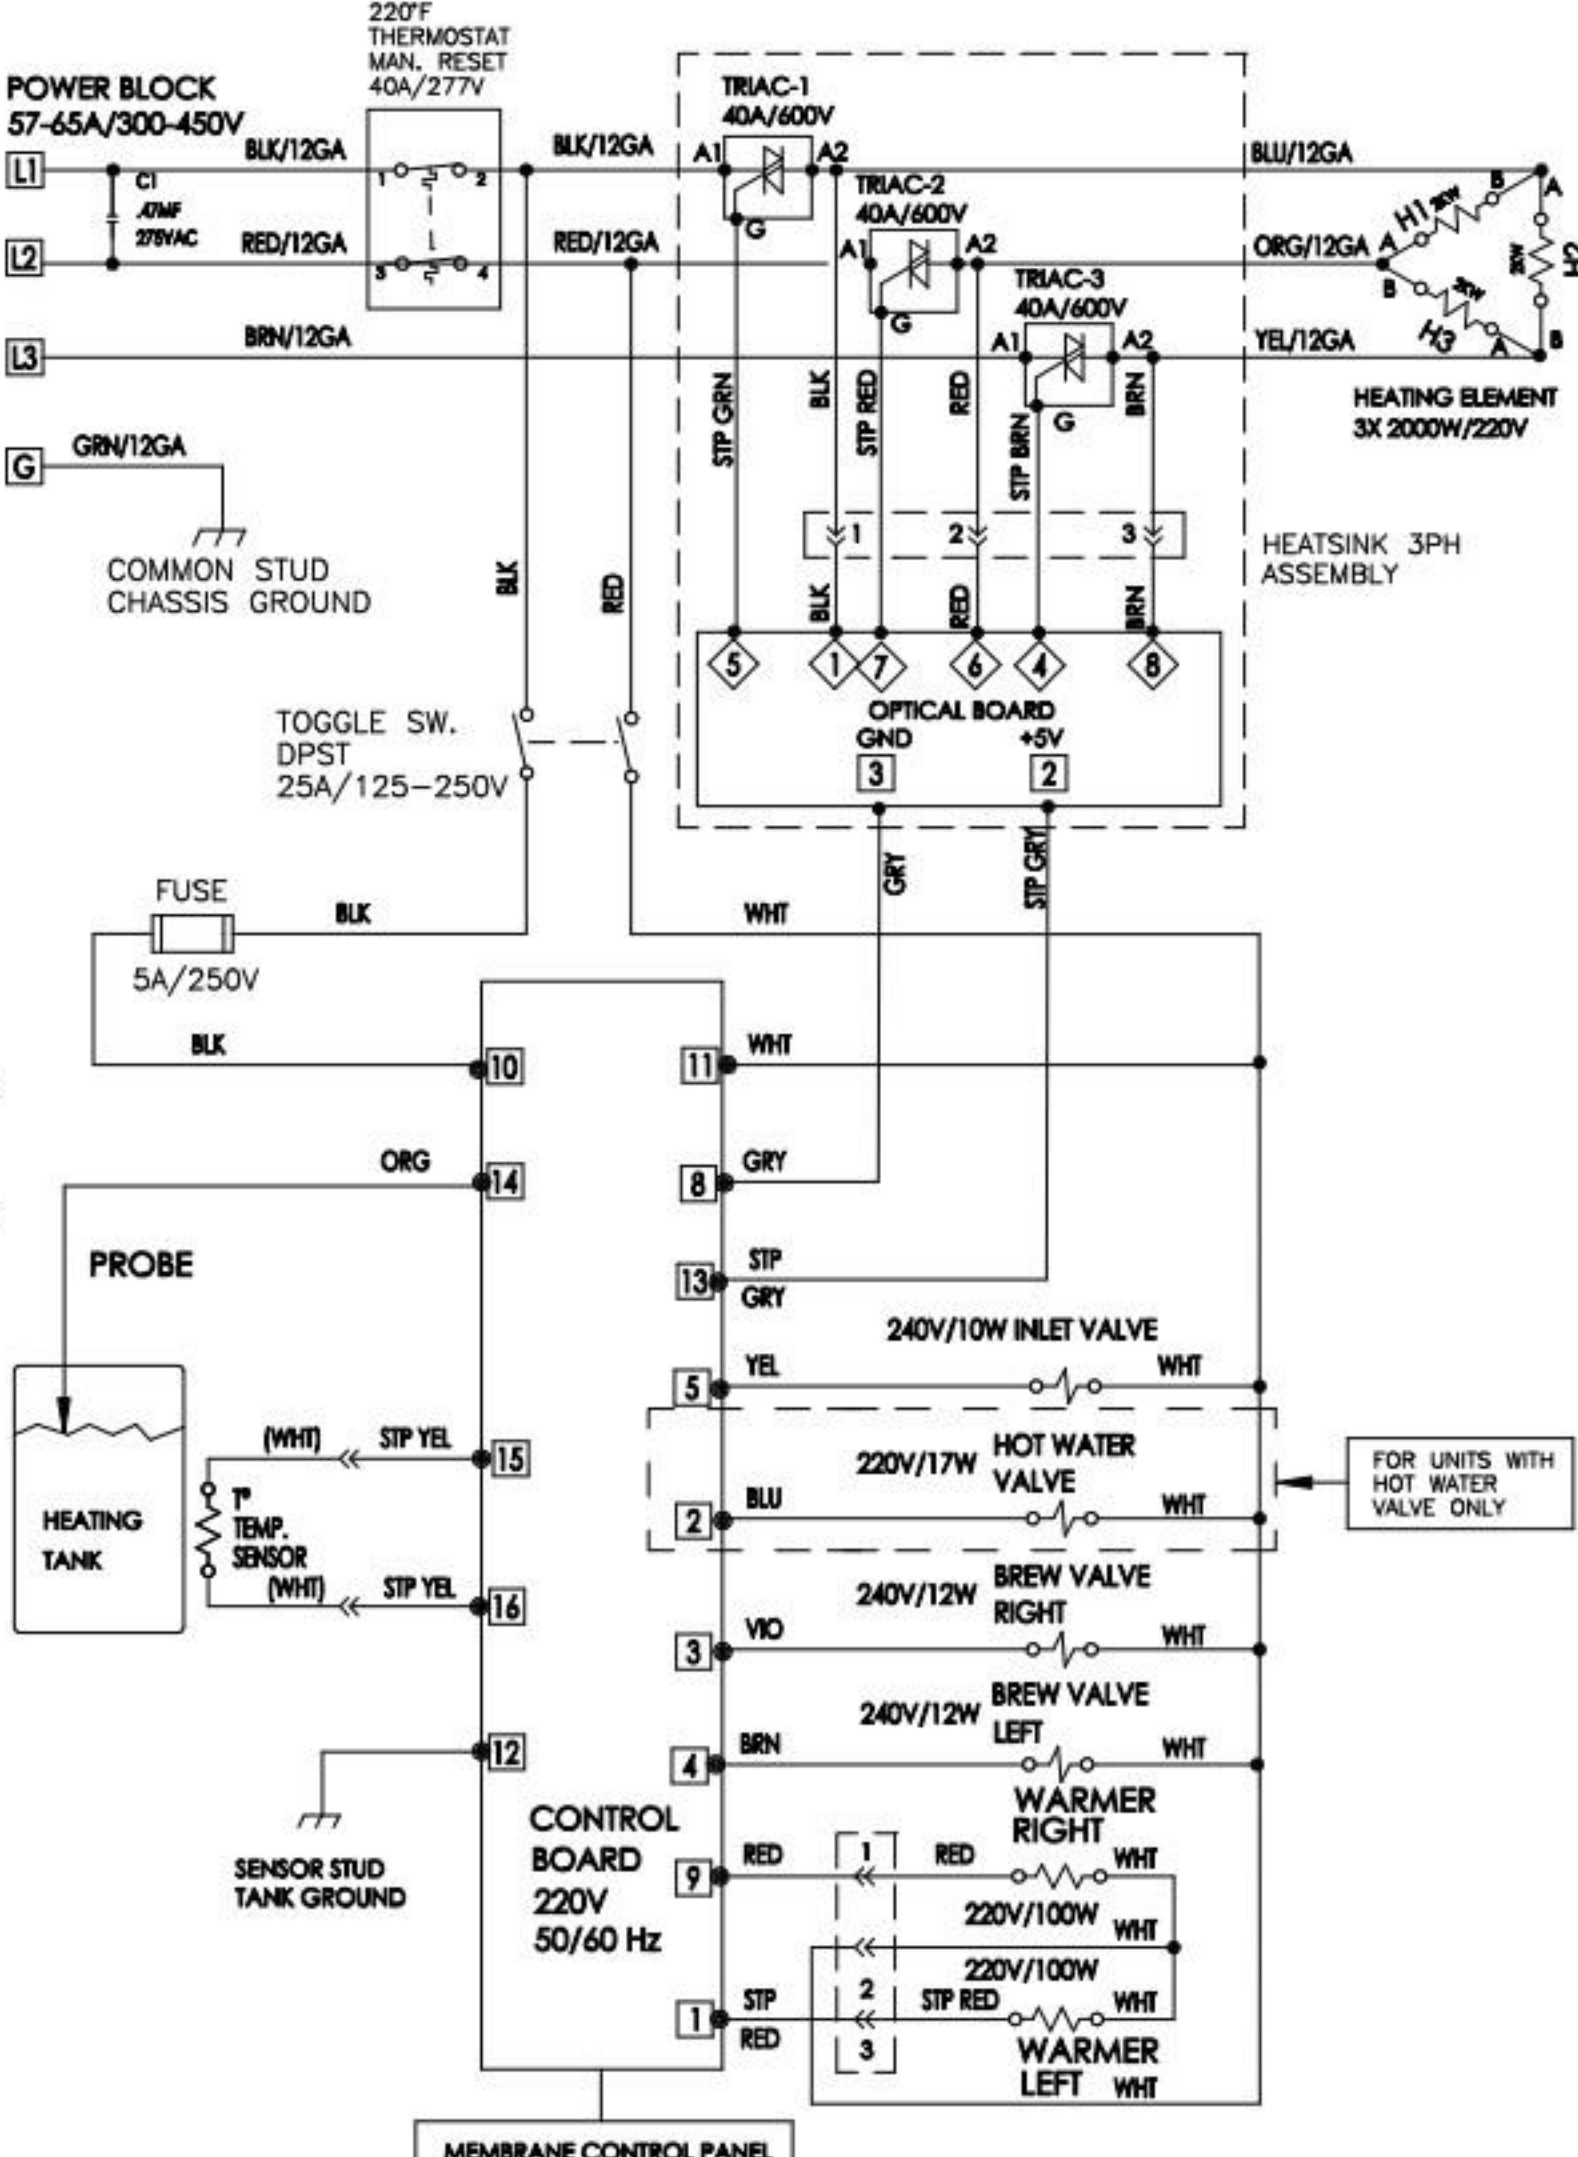 220°F
THERMOSTAT
MAN. RESET
40A/277V
POWER BLOCK
57-65A/300-450V
TRIAC-1
40A/600V
L1
BLK/12GA
1
2
BLK/12GA
A1
A2
BLU/12GA
C1
.47MF
275VAC
G
TRIAC-2
40A/600V
H1
2KW
B
A
L2
RED/12GA
3
4
RED/12GA
A1
A2
ORG/12GA
A
2KW
H2
G
TRIAC-3
40A/600V
B
2KW
H3
A
B
L3
BRN/12GA
A1
A2
YEL/12GA
G
HEATING ELEMENT
3X 2000W/220V
STP GRN
BLK
STP RED
RED
STP BRN
BRN
G
GRN/12GA
COMMON STUD
CHASSIS GROUND
1
2
3
HEATSINK 3PH
ASSEMBLY
BLK
RED
BLK
RED
BRN
5
1
7
6
4
8
OPTICAL BOARD
GND
+5V
3
2
TOGGLE SW.
DPST
25A/125-250V
GRY
STP GRY
FUSE
BLK
WHT
5A/250V
BLK
10
11
WHT
ORG
14
8
GRY
PROBE
13
STP
GRY
240V/10W INLET VALVE
5
YEL
WHT
220V/17W
HOT WATER
VALVE
2
BLU
WHT
FOR UNITS WITH
HOT WATER
VALVE ONLY
(WHT)
STP YEL
15
HEATING
TANK
T°
TEMP.
SENSOR
(WHT)
STP YEL
16
240V/12W
BREW VALVE
RIGHT
3
VIO
WHT
240V/12W
BREW VALVE
LEFT
12
4
BRN
WHT
SENSOR STUD
TANK GROUND
CONTROL
BOARD
220V
50/60 Hz
WARMER
RIGHT
9
RED
1
RED
WHT
220V/100W
WHT
220V/100W
2
1
STP
RED
STP RED
WHT
3
WARMER
LEFT
WHT
MEMBRANE CONTROL PANEL